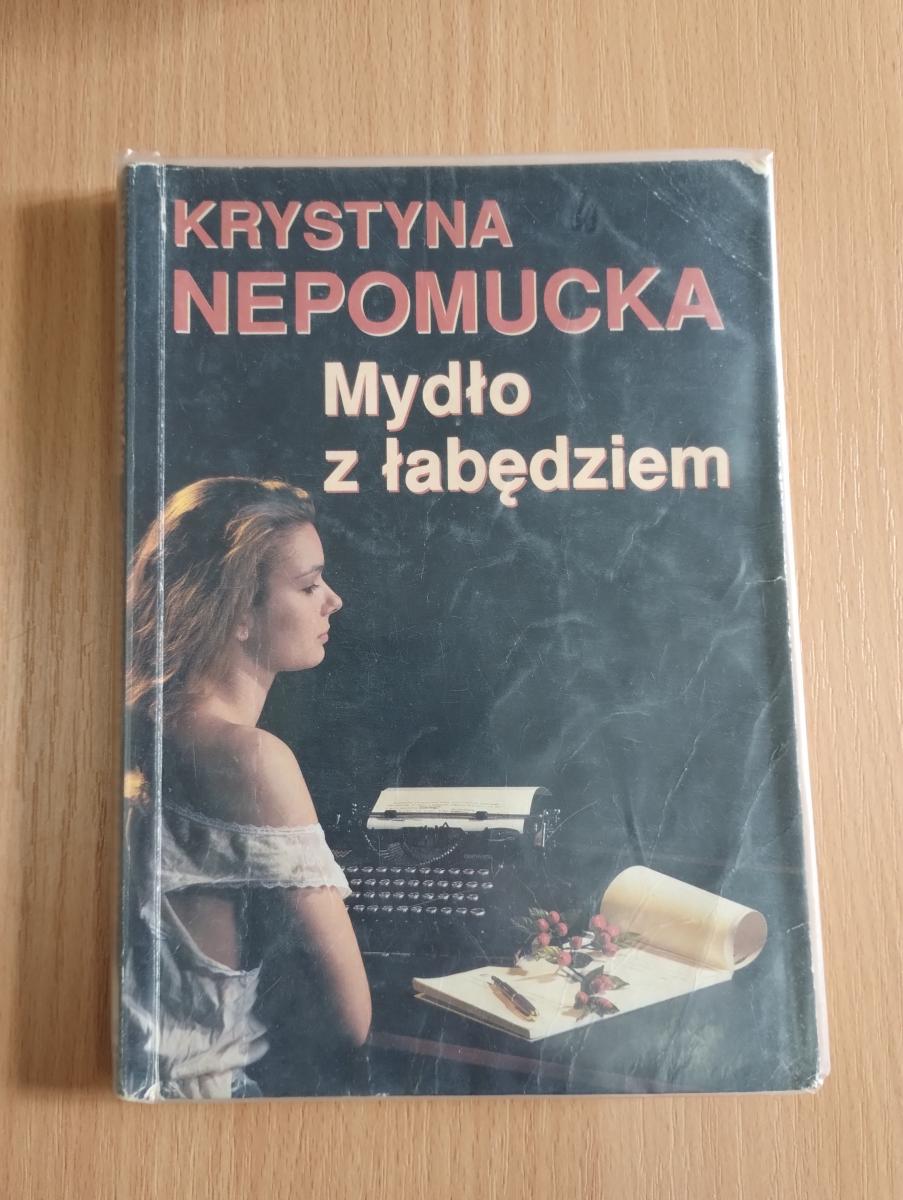 KRYSTYNA
NEPOMUCKA
Mydło
z łabędziem